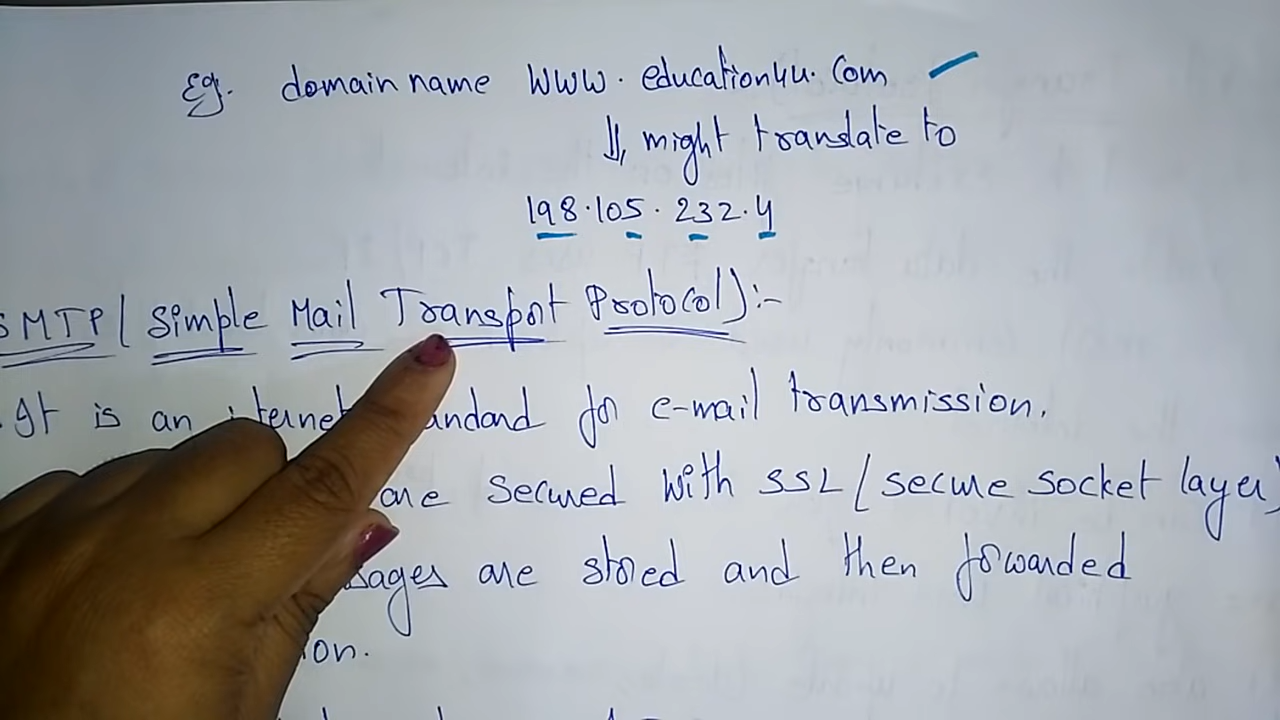 Eg. domain name www.education4u.com
⇓, might translate to
198.105.232.4
SMTP (Simple Mail Transport Protocol):-
. It is an internet standard for e-mail transmission.
are secured with SSL (secure socket layer)
are stored and then forwarded